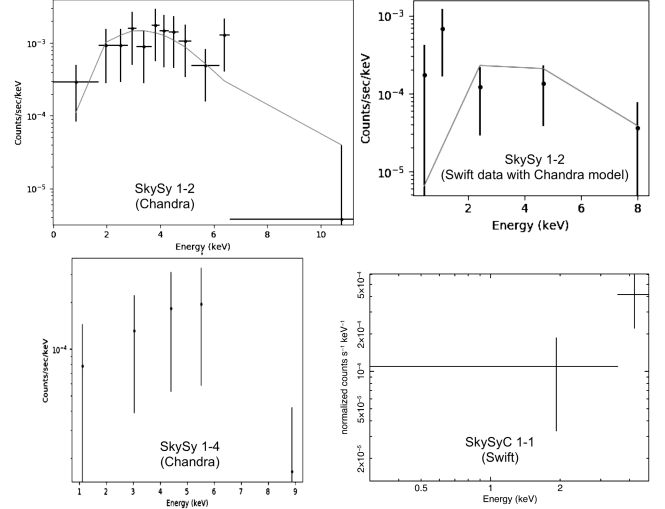 10⁻³
10⁻⁴
10⁻⁵
Counts/sec/keV
SkySy 1-2
(Chandra)
0 2 4 6 8 10
Energy (keV)
10⁻³
10⁻⁴
10⁻⁵
Counts/sec/keV
SkySy 1-2
(Swift data with Chandra model)
2 4 6 8
Energy (keV)
10⁻⁴
Counts/sec/keV
SkySy 1-4
(Chandra)
1 2 3 4 5 6 7 8 9
Energy (keV)
normalized counts s⁻¹ keV⁻¹
5×10⁻⁴
2×10⁻⁴
10⁻⁴
5×10⁻⁵
2×10⁻⁵
SkySyC 1-1
(Swift)
0.5 1 2
Energy (keV)